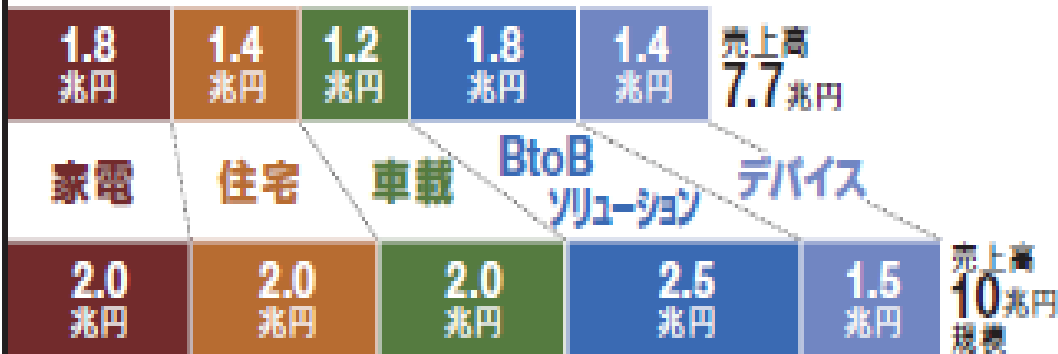 1.8
兆円
1.4
兆円
1.2
兆円
1.8
兆円
1.4
兆円
売上高
7.7兆円
家電
住宅
車載
BtoB
ソリューション
デバイス
2.0
兆円
2.0
兆円
2.0
兆円
2.5
兆円
1.5
兆円
売上高
10兆円
規模